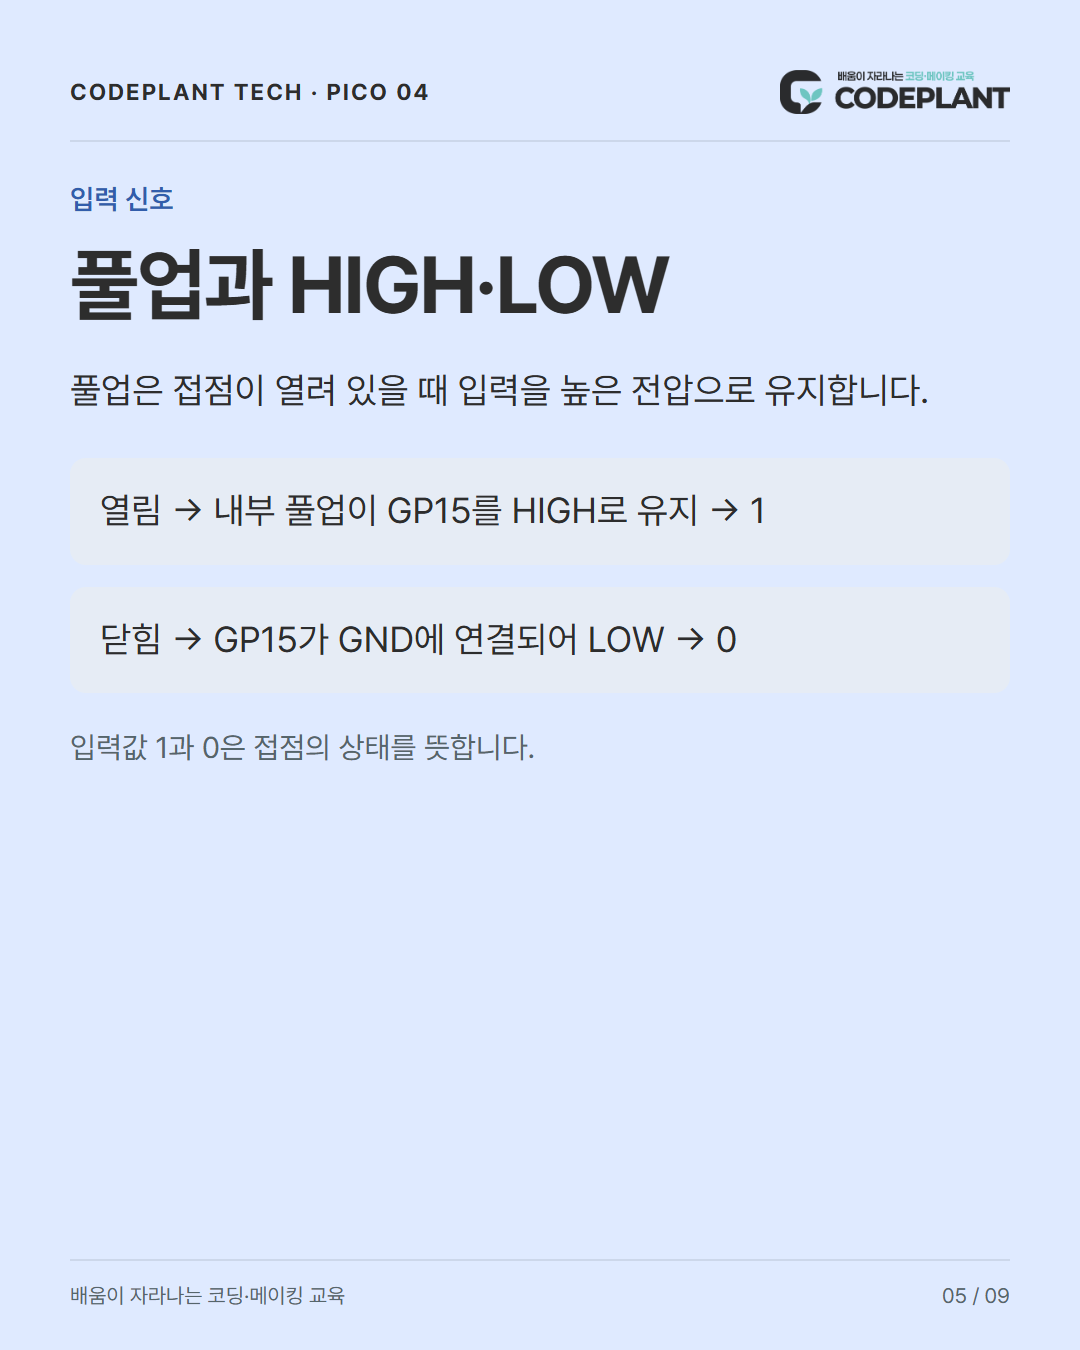 CODEPLANT TECH · PICO 04
배움이 자라나는 코딩·메이킹 교육
CODEPLANT
입력 신호
풀업과 HIGH·LOW
풀업은 접점이 열려 있을 때 입력을 높은 전압으로 유지합니다.
열림 → 내부 풀업이 GP15를 HIGH로 유지 → 1
닫힘 → GP15가 GND에 연결되어 LOW → 0
입력값 1과 0은 접점의 상태를 뜻합니다.
배움이 자라나는 코딩·메이킹 교육
05 / 09